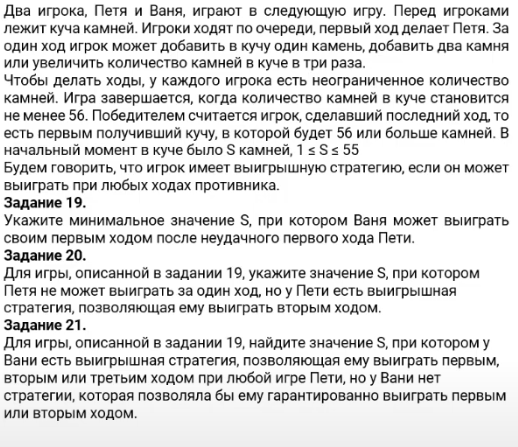 Два игрока, Петя и Ваня, играют в следующую игру. Перед игроками
лежит куча камней. Игроки ходят по очереди, первый ход делает Петя. За
один ход игрок может добавить в кучу один камень, добавить два камня
или увеличить количество камней в куче в три раза.
Чтобы делать ходы, у каждого игрока есть неограниченное количество
камней. Игра завершается, когда количество камней в куче становится
не менее 56. Победителем считается игрок, сделавший последний ход, то
есть первым получивший кучу, в которой будет 56 или больше камней. В
начальный момент в куче было S камней, 1 ≤ S ≤ 55
Будем говорить, что игрок имеет выигрышную стратегию, если он может
выиграть при любых ходах противника.
Задание 19.
Укажите минимальное значение S, при котором Ваня может выиграть
своим первым ходом после неудачного первого хода Пети.
Задание 20.
Для игры, описанной в задании 19, укажите значение S, при котором
Петя не может выиграть за один ход, но у Пети есть выигрышная
стратегия, позволяющая ему выиграть вторым ходом.
Задание 21.
Для игры, описанной в задании 19, найдите значение S, при котором у
Вани есть выигрышная стратегия, позволяющая ему выиграть первым,
вторым или третьим ходом при любой игре Пети, но у Вани нет
стратегии, которая позволяла бы ему гарантированно выиграть первым
или вторым ходом.